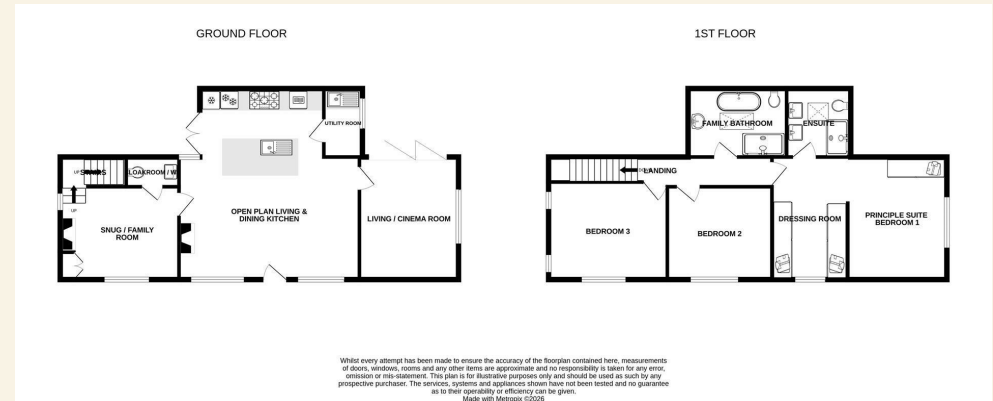 GROUND FLOOR
1ST FLOOR
UTILITY ROOM
UP
STAIRS
LOAKROOM / W
UP
SNUG / FAMILY
ROOM
OPEN PLAN LIVING &
DINING KITCHEN
LIVING / CINEMA ROOM
FAMILY BATHROOM
ENSUITE
LANDING
BEDROOM 3
BEDROOM 2
DRESSING ROOM
PRINCIPLE SUITE
BEDROOM 1
Whilst every attempt has been made to ensure the accuracy of the floorplan contained here, measurements
of doors, windows, rooms and any other items are approximate and no responsibility is taken for any error,
omission or mis-statement. This plan is for illustrative purposes only and should be used as such by any
prospective purchaser. The services, systems and appliances shown have not been tested and no guarantee
as to their operability or efficiency can be given.
Made with Metropix ©2026